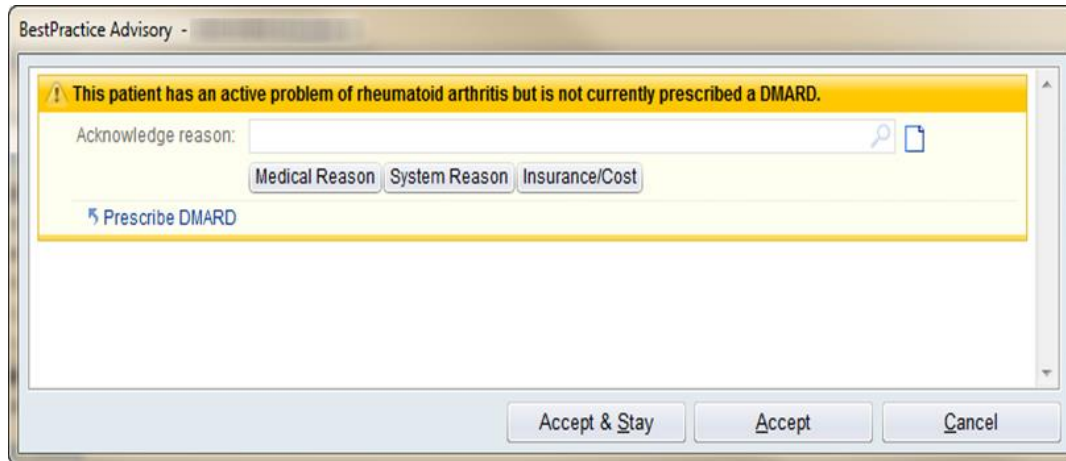 BestPractice Advisory -
This patient has an active problem of rheumatoid arthritis but is not currently prescribed a DMARD.
Acknowledge reason:
Medical Reason System Reason Insurance/Cost
Prescribe DMARD
Accept & Stay Accept Cancel